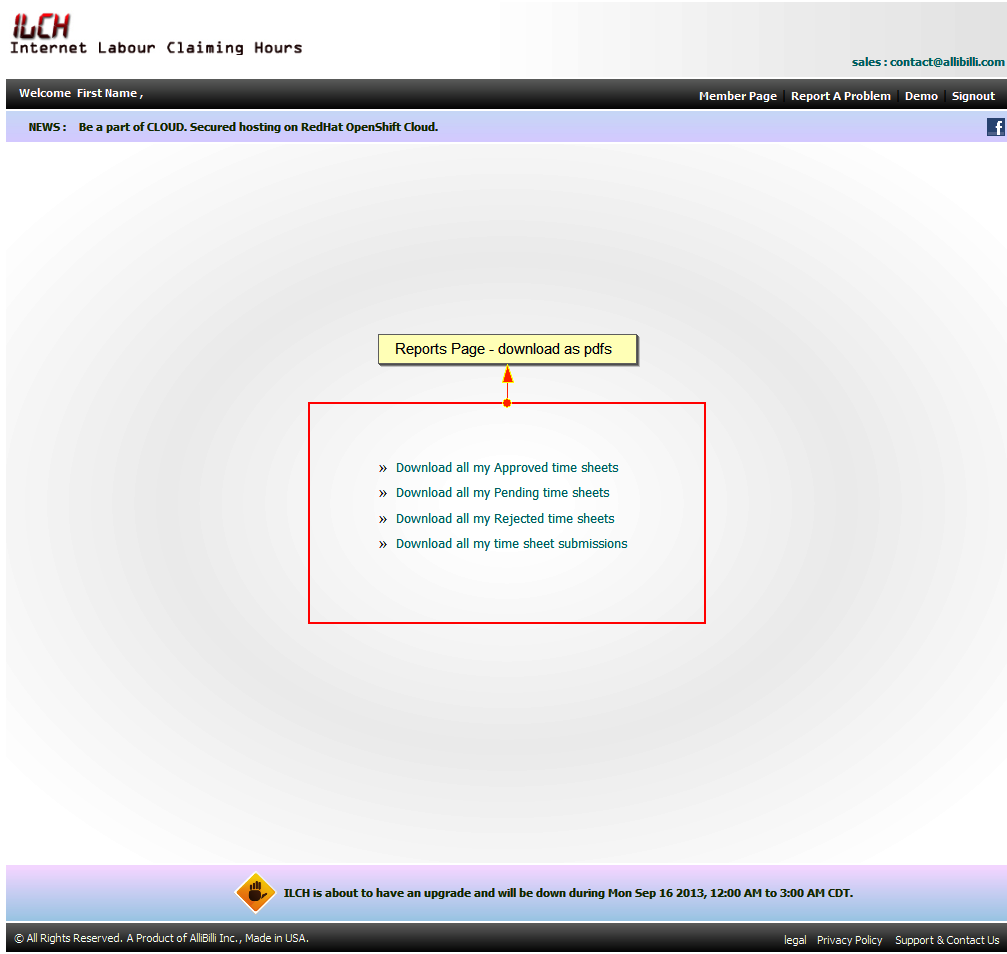 ILCH
Internet Labour Claiming Hours
sales : contact@allibilli.com
Welcome First Name ,
Member Page | Report A Problem | Demo | Signout
NEWS : Be a part of CLOUD. Secured hosting on RedHat OpenShift Cloud.
f
Reports Page - download as pdfs
» Download all my Approved time sheets
» Download all my Pending time sheets
» Download all my Rejected time sheets
» Download all my time sheet submissions
ILCH is about to have an upgrade and will be down during Mon Sep 16 2013, 12:00 AM to 3:00 AM CDT.
© All Rights Reserved. A Product of AlliBilli Inc., Made in USA.
legal Privacy Policy Support & Contact Us